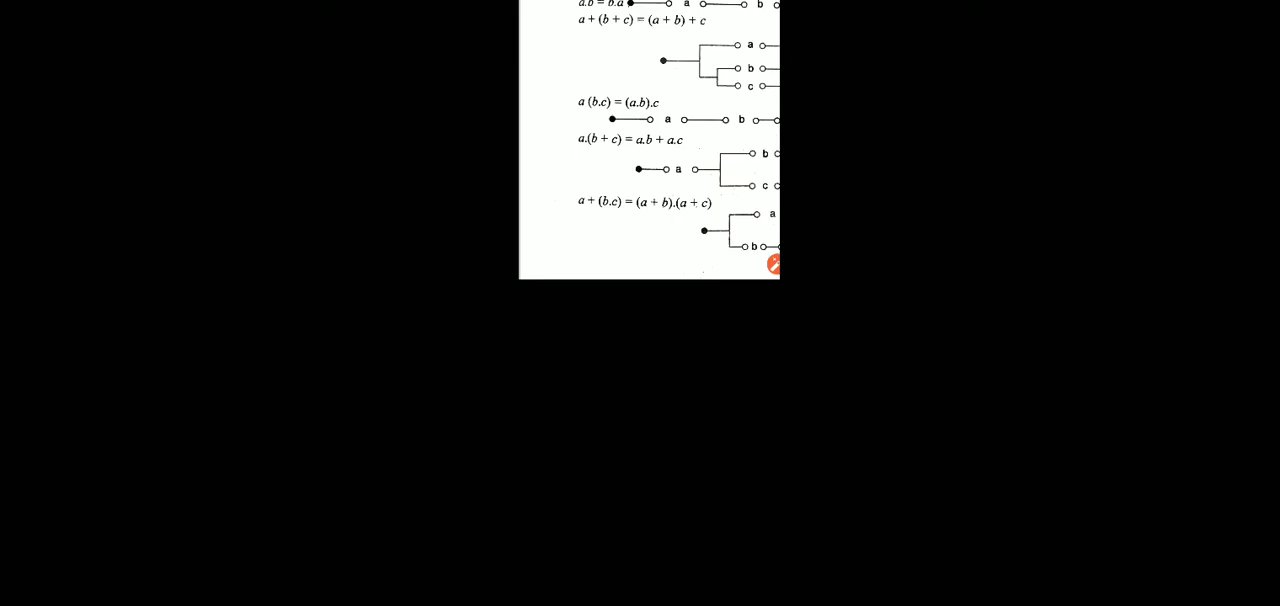 a.b = b.a a b
a + (b + c) = (a + b) + c
a
b
c
a (b.c) = (a.b).c
a b
a.(b + c) = a.b + a.c
b
a
c
a + (b.c) = (a + b).(a + c)
a
b